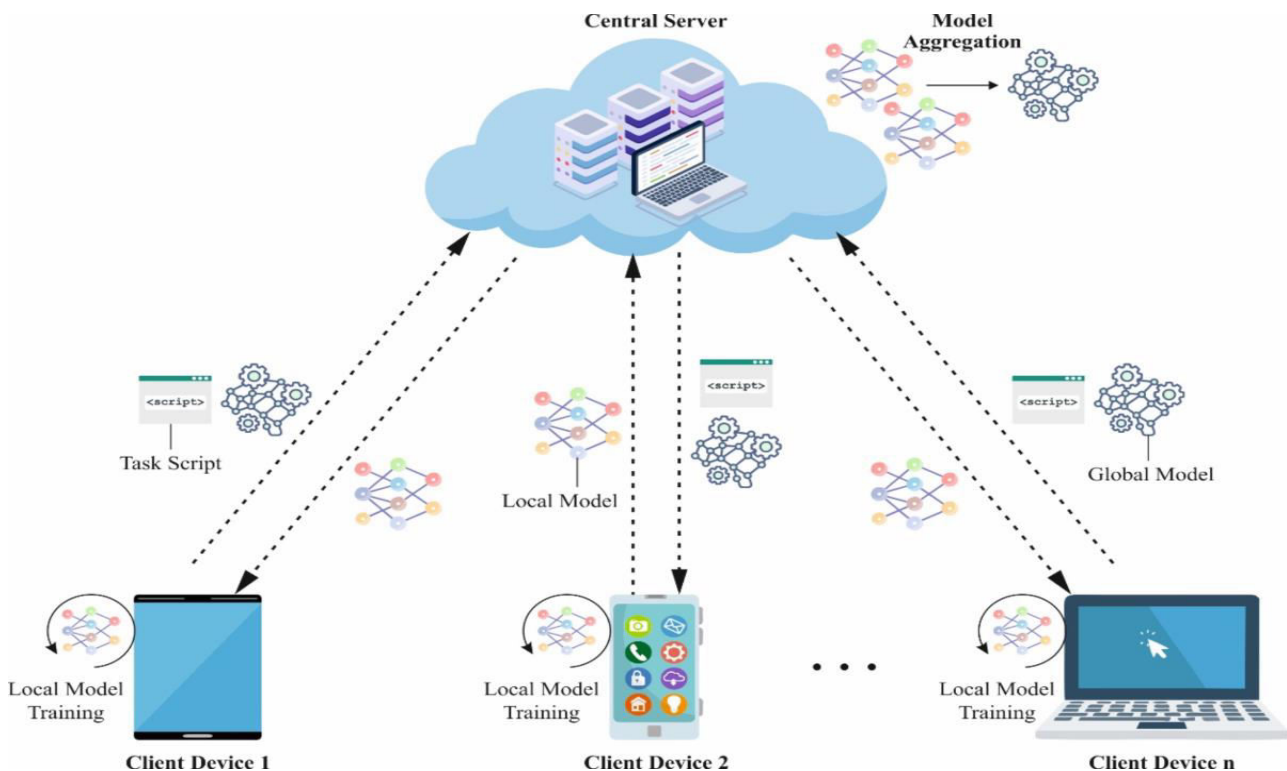 Central Server
Model
Aggregation
<script>
Task Script
Local Model
<script>
<script>
Global Model
Local Model
Training
Client Device 1
Local Model
Training
Client Device 2
Local Model
Training
Client Device n